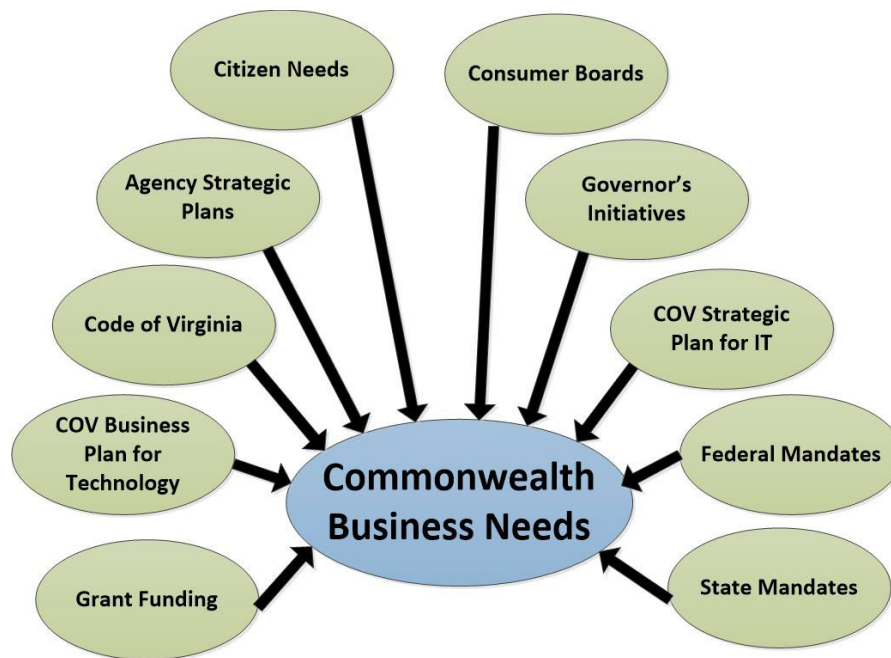 Citizen Needs
Consumer Boards
Agency Strategic
Plans
Governor's
Initiatives
Code of Virginia
COV Strategic
Plan for IT
COV Business
Plan for
Technology
Commonwealth
Business Needs
Federal Mandates
Grant Funding
State Mandates